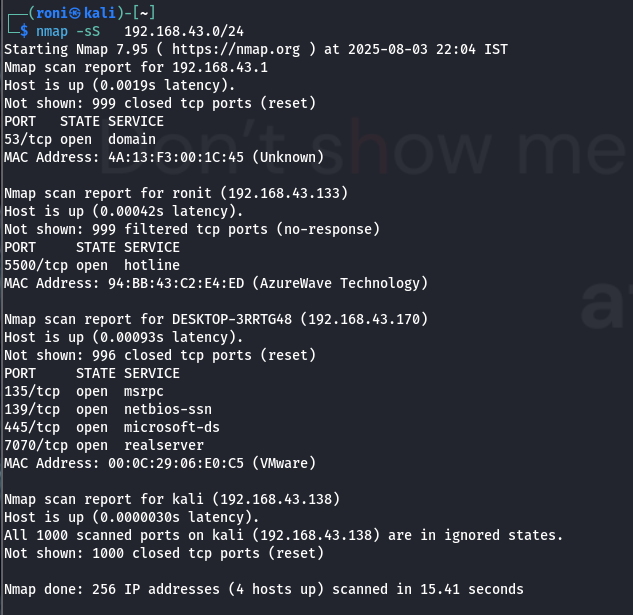 (roni㉿kali)-[~]
$ nmap -sS 192.168.43.0/24
Starting Nmap 7.95 ( https://nmap.org ) at 2025-08-03 22:04 IST
Nmap scan report for 192.168.43.1
Host is up (0.0019s latency).
Not shown: 999 closed tcp ports (reset)
PORT STATE SERVICE
53/tcp open domain
MAC Address: 4A:13:F3:00:1C:45 (Unknown)
Don't show me
Nmap scan report for ronit (192.168.43.133)
Host is up (0.00042s latency).
Not shown: 999 filtered tcp ports (no-response)
PORT STATE SERVICE
5500/tcp open hotline
MAC Address: 94:BB:43:C2:E4:ED (AzureWave Technology)
Nmap scan report for DESKTOP-3RRTG48 (192.168.43.170)
Host is up (0.00093s latency).
Not shown: 996 closed tcp ports (reset)
PORT STATE SERVICE
135/tcp open msrpc
139/tcp open netbios-ssn
445/tcp open microsoft-ds
7070/tcp open realserver
MAC Address: 00:0C:29:06:E0:C5 (VMware)
Nmap scan report for kali (192.168.43.138)
Host is up (0.0000030s latency).
All 1000 scanned ports on kali (192.168.43.138) are in ignored states.
Not shown: 1000 closed tcp ports (reset)
Nmap done: 256 IP addresses (4 hosts up) scanned in 15.41 seconds